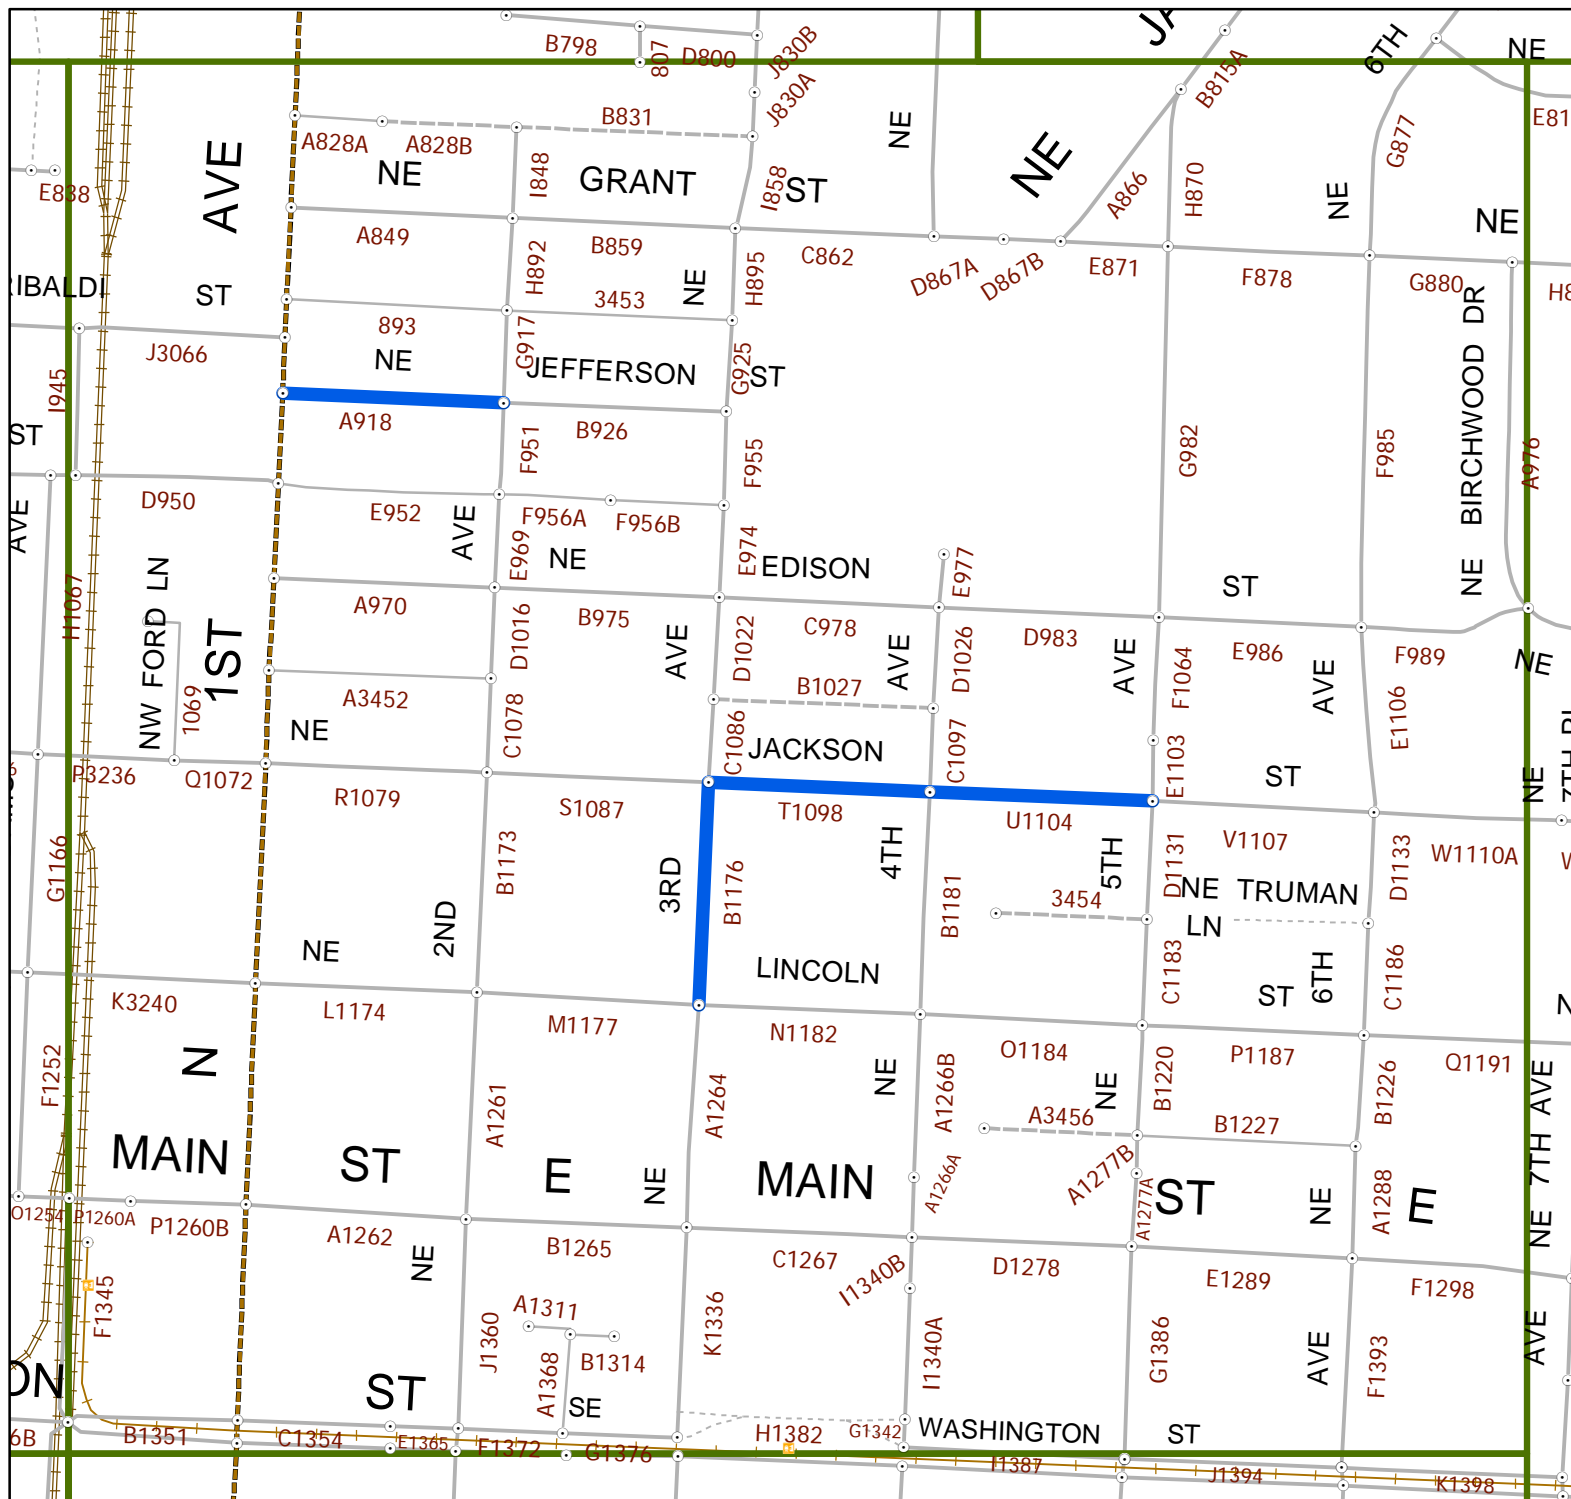 B798
807
D800
J830B
J830A
B815A
6TH
NE
E81
G877
A828A
A828B
B831
NE
AVE
NE
GRANT
ST
I848
I858
NE
A866
H870
NE
NE
E838
A849
B859
C862
D867A
D867B
E871
F878
G880
H892
NE
H895
NE BIRCHWOOD DR
RIBALDI
ST
893
3453
J3066
NE
G917
JEFFERSON
ST
G925
I945
ST
A918
B926
F951
F955
G982
F985
A976
D950
E952
F956A
F956B
AVE
AVE
E969
NE
E974
EDISON
E977
ST
H1067
NW FORD LN
1069
1ST
A970
B975
C978
D983
E986
F989
NE
D1016
AVE
D1022
AVE
D1026
AVE
F1064
AVE
E1106
A3452
B1027
NE
C1078
C1086
JACKSON
C1097
E1103
ST
NE
P3236
Q1072
R1079
S1087
T1098
U1104
V1107
W1110A
G1166
B1173
3RD
B1176
4TH
5TH
D1131
D1133
NE TRUMAN
LN
3454
2ND
B1181
NE
LINCOLN
C1183
ST
6TH
C1186
K3240
L1174
M1177
N1182
O1184
P1187
Q1191
F1252
N
A1261
A1264
NE
A1266B
NE
B1220
B1226
NE 7TH AVE
A3456
B1227
MAIN
ST
E
NE
MAIN
A1266A
A1277B
A1277A
ST
NE
A1288
E
O1254
P1260A
P1260B
A1262
B1265
C1267
I1340B
D1278
E1289
F1298
NE
F1345
A1311
B1314
A1368
J1360
K1336
I1340A
G1386
AVE
F1393
AVE
ON
ST
SE
WASHINGTON
ST
6B
B1351
C1354
E1365
F1372
G1376
H1382
G1342
I1387
J1394
K1398